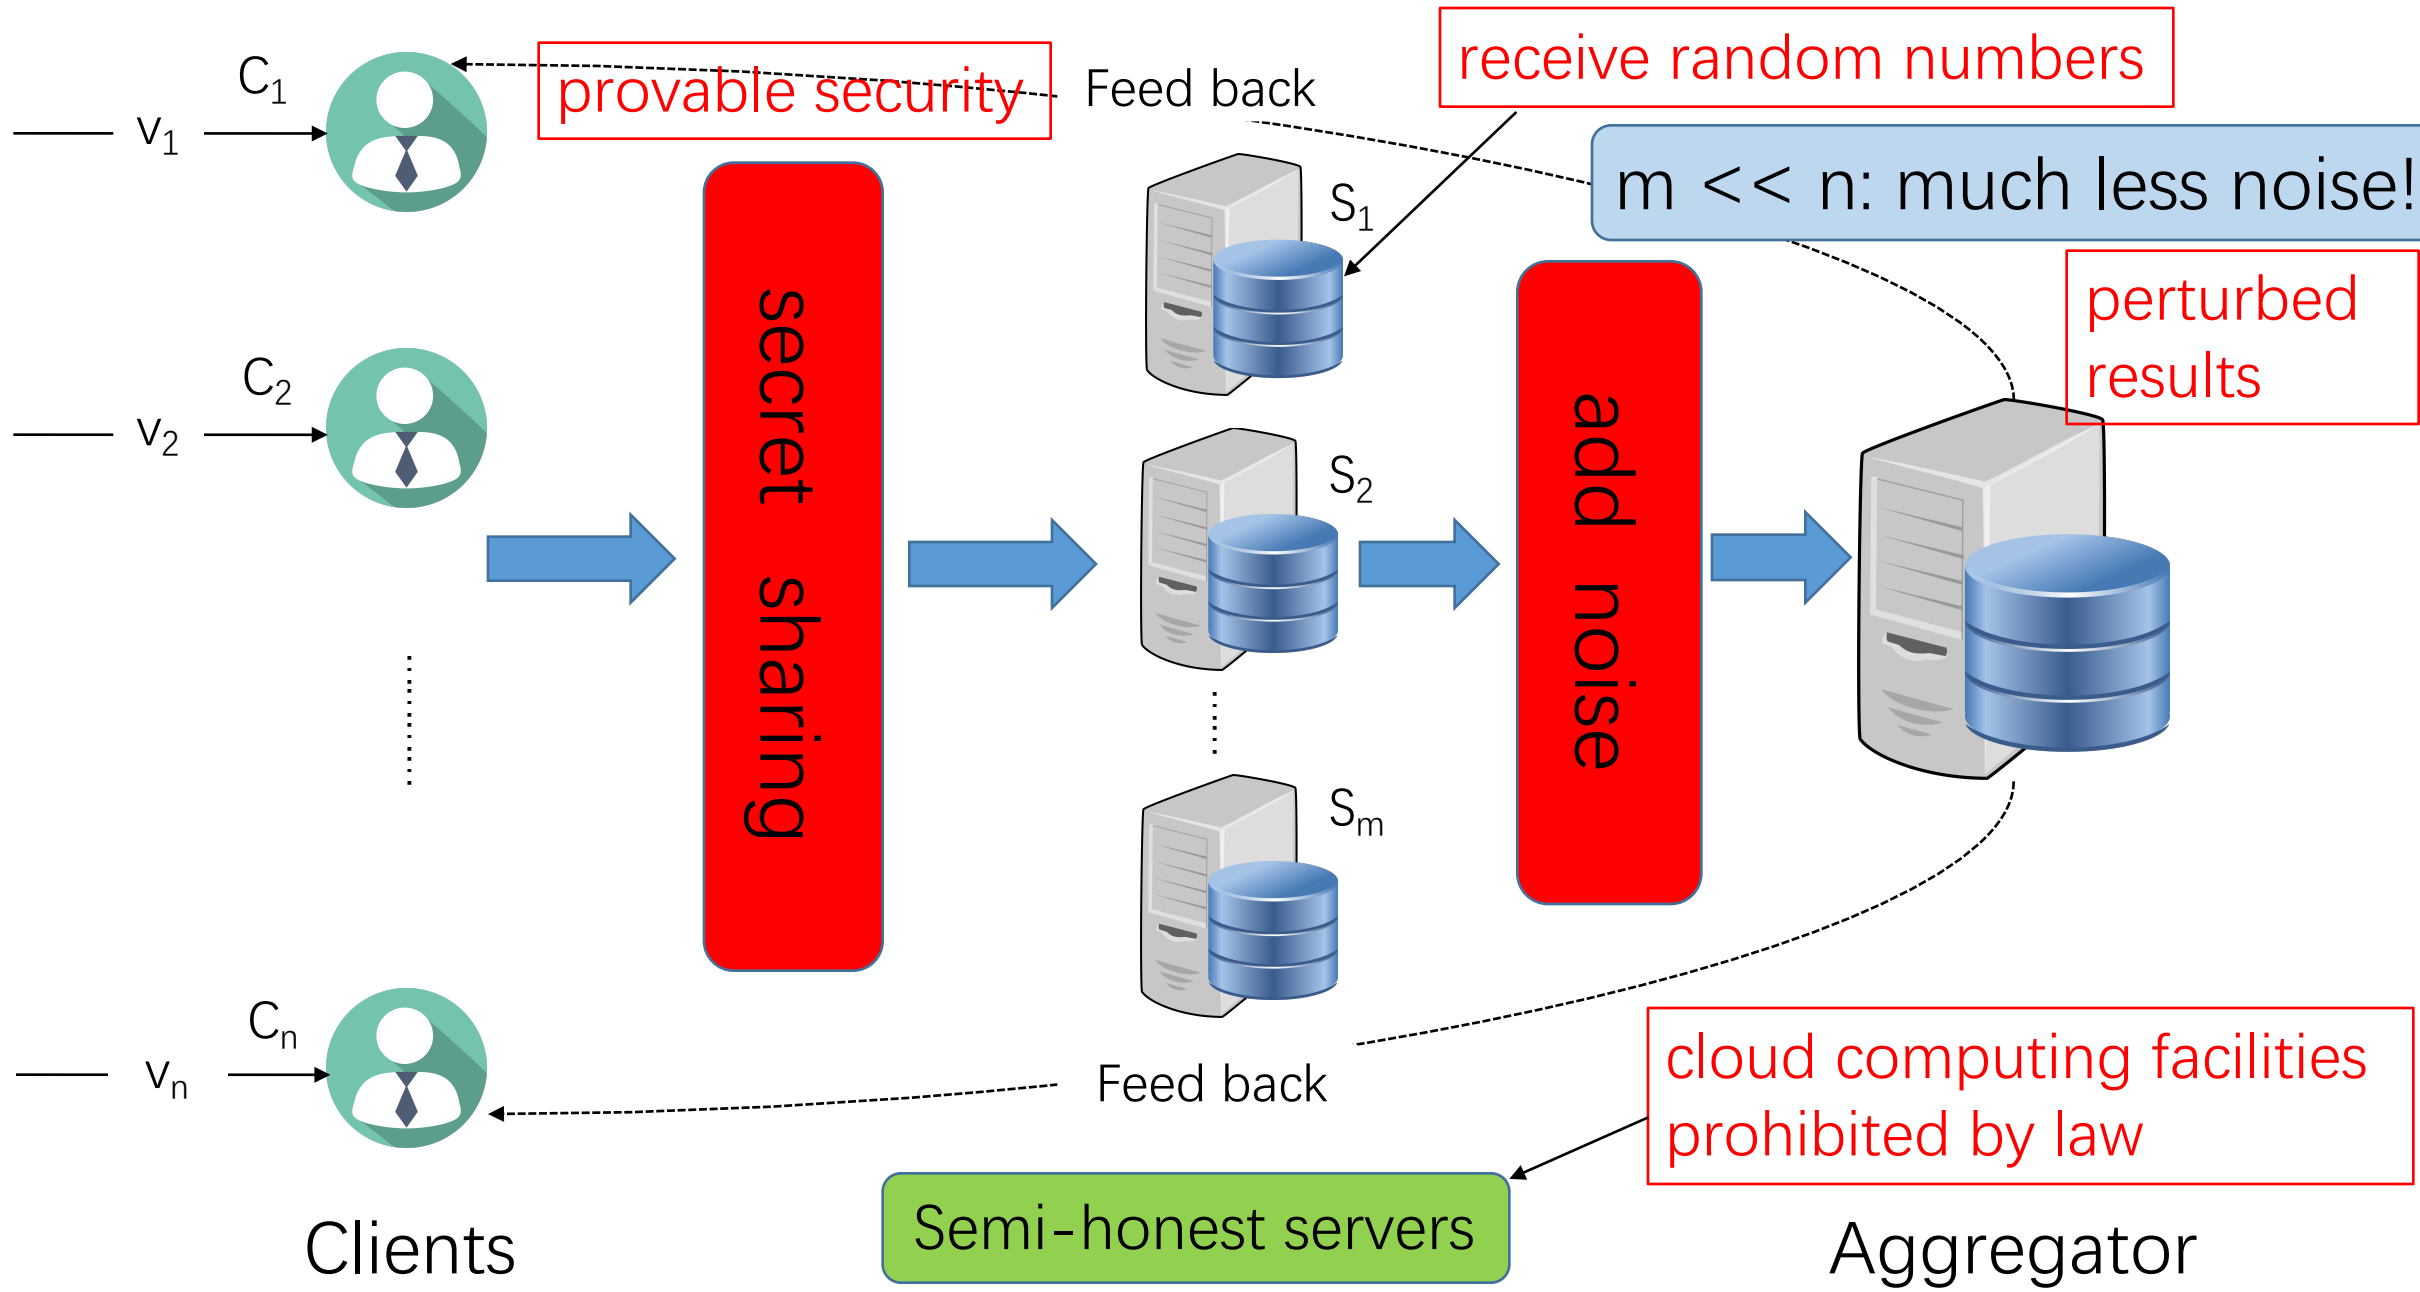 C₁
provable security
Feed back
receive random numbers
v₁
m << n: much less noise!
S₁
perturbed
results
C₂
v₂
S₂
secret sharing
add noise
Sₘ
Cₙ
vₙ
Feed back
cloud computing facilities
prohibited by law
Semi-honest servers
Clients
Aggregator